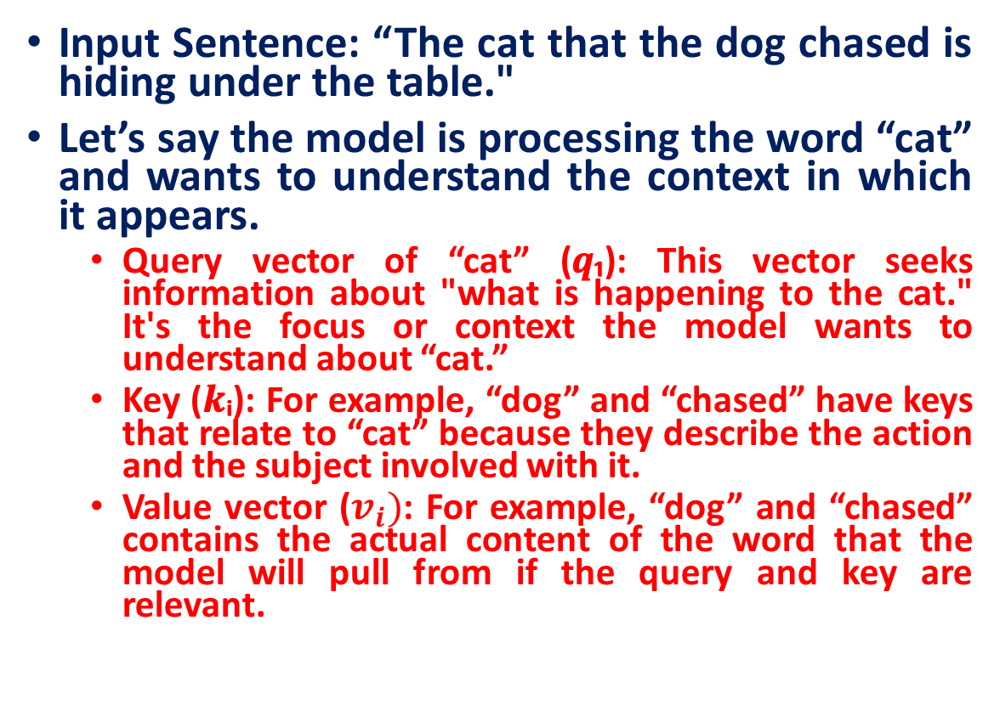 • Input Sentence: “The cat that the dog chased is
hiding under the table."
• Let’s say the model is processing the word “cat”
and wants to understand the context in which
it appears.
• Query vector of “cat” (q₁): This vector seeks
information about "what is happening to the cat."
It's the focus or context the model wants to
understand about “cat.”
• Key (kᵢ): For example, “dog” and “chased” have keys
that relate to “cat” because they describe the action
and the subject involved with it.
• Value vector (vᵢ): For example, “dog” and “chased”
contains the actual content of the word that the
model will pull from if the query and key are
relevant.